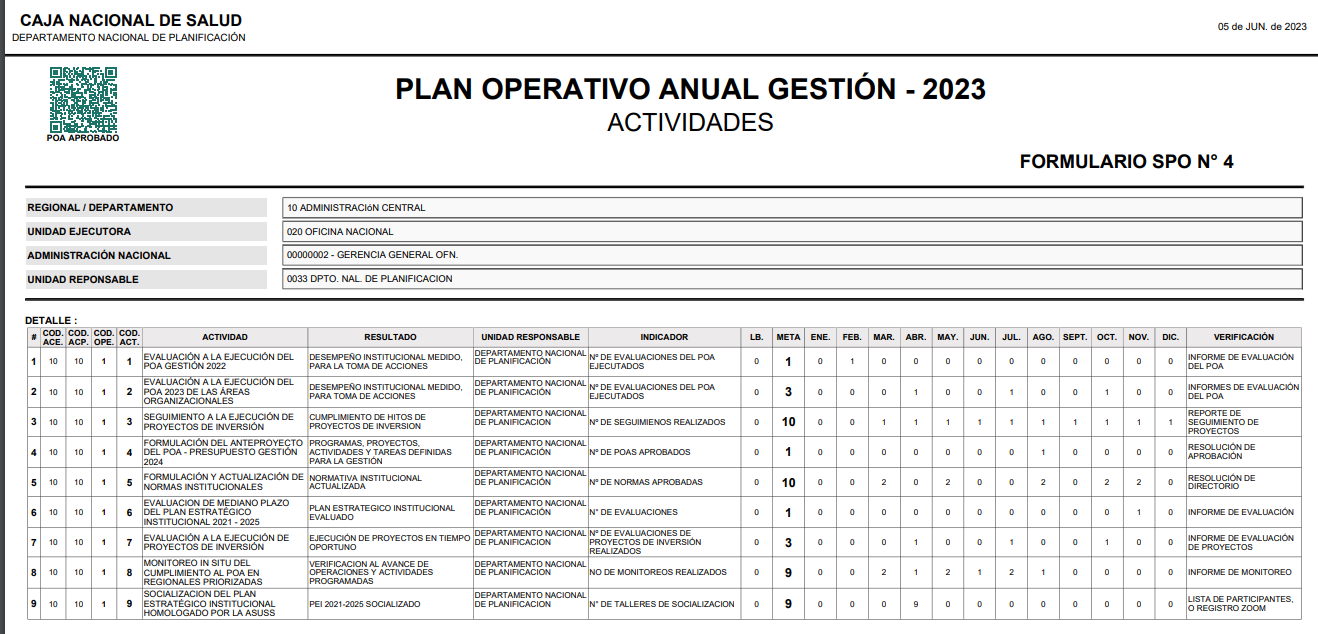 CAJA NACIONAL DE SALUD
DEPARTAMENTO NACIONAL DE PLANIFICACIÓN
05 de JUN. de 2023
POA APROBADO
PLAN OPERATIVO ANUAL GESTIÓN - 2023
ACTIVIDADES
FORMULARIO SPO N° 4
REGIONAL / DEPARTAMENTO 10 ADMINISTRACIóN CENTRAL
UNIDAD EJECUTORA 020 OFICINA NACIONAL
ADMINISTRACIÓN NACIONAL 00000002 - GERENCIA GENERAL OFN.
UNIDAD REPONSABLE 0033 DPTO. NAL. DE PLANIFICACION
DETALLE :
# COD. ACE. COD. ACP. COD. OPE. COD. ACT. ACTIVIDAD RESULTADO UNIDAD RESPONSABLE INDICADOR LB. META ENE. FEB. MAR. ABR. MAY. JUN. JUL. AGO. SEPT. OCT. NOV. DIC. VERIFICACIÓN
1 10 10 1 1 EVALUACIÓN A LA EJECUCIÓN DEL POA GESTIÓN 2022 DESEMPEÑO INSTITUCIONAL MEDIDO, PARA LA TOMA DE ACCIONES DEPARTAMENTO NACIONAL DE PLANIFICACIÓN Nº DE EVALUACIONES DEL POA EJECUTADOS 0 1 0 1 0 0 0 0 0 0 0 0 0 0 INFORME DE EVALUACIÓN DEL POA
2 10 10 1 2 EVALUACIÓN A LA EJECUCIÓN DEL POA 2023 DE LAS ÁREAS ORGANIZACIONALES DESEMPEÑO INSTITUCIONAL MEDIDO, PARA TOMA DE ACCIONES DEPARTAMENTO NACIONAL DE PLANIFICACIÓN Nº DE EVALUACIONES DEL POA EJECUTADOS 0 3 0 0 0 1 0 0 1 0 0 1 0 0 INFORMES DE EVALUACIÓN DEL POA
3 10 10 1 3 SEGUIMIENTO A LA EJECUCIÓN DE PROYECTOS DE INVERSIÓN CUMPLIMIENTO DE HITOS DE PROYECTOS DE INVERSION DEPARTAMENTO NACIONAL DE PLANIFICACIÓN Nº DE SEGUIMIENOS REALIZADOS 0 10 0 0 1 1 1 1 1 1 1 1 1 1 REPORTE DE SEGUIMIENTO DE PROYECTOS
4 10 10 1 4 FORMULACIÓN DEL ANTEPROYECTO DEL POA - PRESUPUESTO GESTIÓN 2024 PROGRAMAS, PROYECTOS, ACTIVIDADES Y TAREAS DEFINIDAS PARA LA GESTIÓN DEPARTAMENTO NACIONAL DE PLANIFICACIÓN Nº DE POAS APROBADOS 0 1 0 0 0 0 0 0 0 1 0 0 0 0 RESOLUCIÓN DE APROBACIÓN
5 10 10 1 5 FORMULACIÓN Y ACTUALIZACIÓN DE NORMAS INSTITUCIONALES NORMATIVA INSTITUCIONAL ACTUALIZADA DEPARTAMENTO NACIONAL DE PLANIFICACIÓN Nº DE NORMAS APROBADAS 0 10 0 0 2 0 2 0 0 2 0 2 2 0 RESOLUCIÓN DE DIRECTORIO
6 10 10 1 6 EVALUACION DE MEDIANO PLAZO DEL PLAN ESTRATÉGICO INSTITUCIONAL 2021 - 2025 PLAN ESTRATEGICO INSTITUCIONAL EVALUADO DEPARTAMENTO NACIONAL DE PLANIFICACION N° DE EVALUACIONES 0 1 0 0 0 0 0 0 0 0 0 0 1 0 INFORME DE EVALUACIÓN
7 10 10 1 7 EVALUACIÓN A LA EJECUCIÓN DE PROYECTOS DE INVERSIÓN EJECUCIÓN DE PROYECTOS EN TIEMPO OPORTUNO DEPARTAMENTO NACIONAL DE PLANIFICACION Nº DE EVALUACIONES DE PROYECTOS DE INVERSIÓN REALIZADOS 0 3 0 0 0 1 0 0 1 0 0 1 0 0 INFORME DE EVALUACIÓN DE PROYECTOS
8 10 10 1 8 MONITOREO IN SITU DEL CUMPLIMIENTO AL POA EN REGIONALES PRIORIZADAS VERIFICACION AL AVANCE DE OPERACIONES Y ACTIVIDADES PROGRAMADAS DEPARTAMENTO NACIONAL DE PLANIFICACION NO DE MONITOREOS REALIZADOS 0 9 0 0 2 1 2 1 2 1 0 0 0 0 INFORME DE MONITOREO
9 10 10 1 9 SOCIALIZACION DEL PLAN ESTRATÉGICO INSTITUCIONAL HOMOLOGADO POR LA ASUSS PEI 2021-2025 SOCIALIZADO DEPARTAMENTO NACIONAL DE PLANIFICACION N° DE TALLERES DE SOCIALIZACION 0 9 0 0 0 9 0 0 0 0 0 0 0 0 LISTA DE PARTICIPANTES, O REGISTRO ZOOM